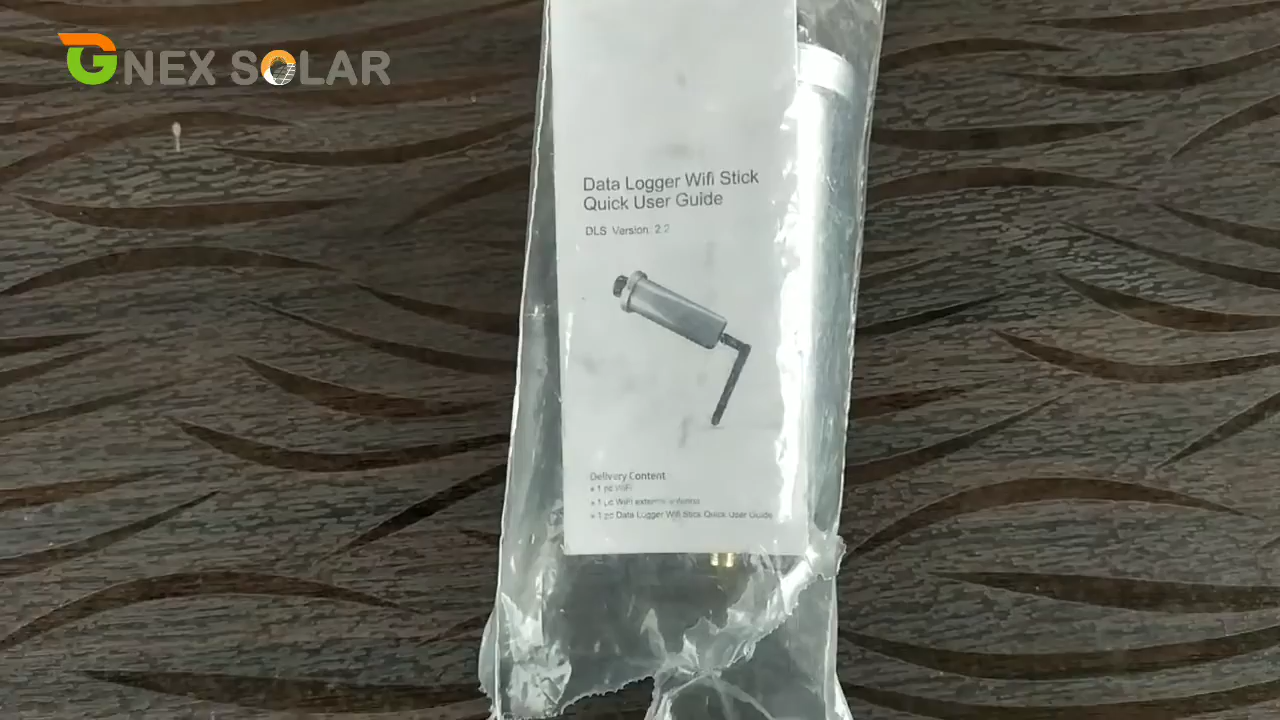 GNEX SOLAR
Data Logger Wifi Stick
Quick User Guide
DLS Version: 2.2
Delivery Content
1 pc WiFi
1 pc WiFi external antenna
1 pc Data Logger Wifi Stick Quick User Guide